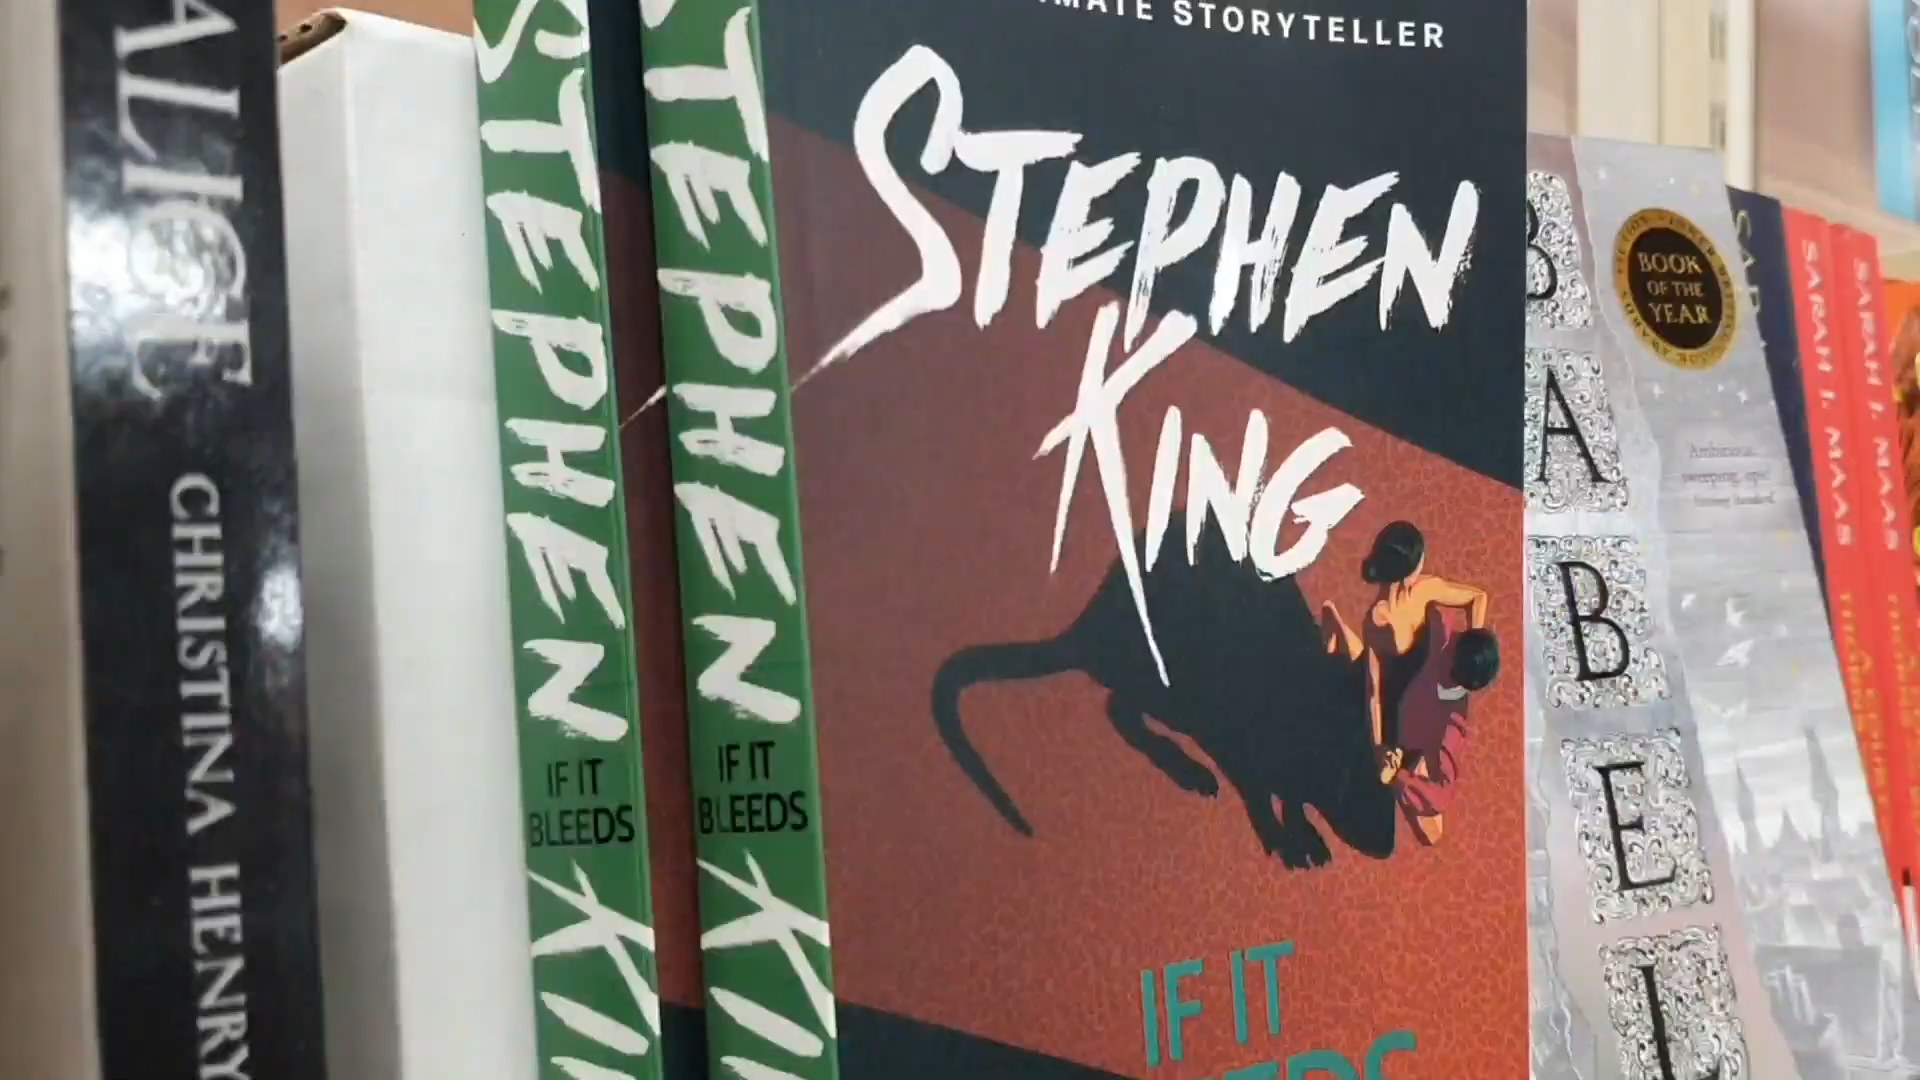 ALICE
CHRISTINA HENRY
STEPHEN
IF IT
BLEEDS
STEPHEN
IF IT
BLEEDS
STORYTELLER
STEPHEN
KING
IF IT
BABEL
BOOK
OF THE
YEAR
SARAH J. MAAS
SARAH J. MAAS